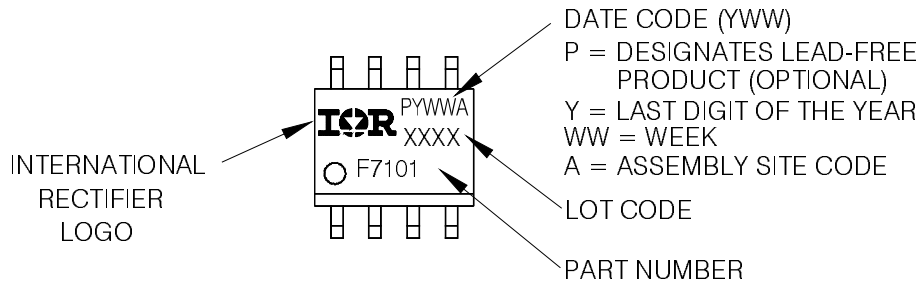 DATE CODE (YWW)
P = DESIGNATES LEAD-FREE
PRODUCT (OPTIONAL)
Y = LAST DIGIT OF THE YEAR
WW = WEEK
A = ASSEMBLY SITE CODE
LOT CODE
PART NUMBER
INTERNATIONAL
RECTIFIER
LOGO
IOR
PYWWA
XXXX
F7101